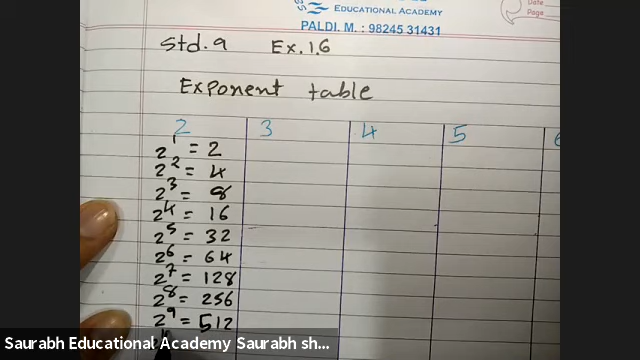 EDUCATIONAL ACADEMY
PALDI. M. : 98245 31431
Date
Page
Std. 9 Ex. 1.6
Exponent table
2 3 4 5 6
2¹ = 2
2² = 4
2³ = 8
2⁴ = 16
2⁵ = 32
2⁶ = 64
2⁷ = 128
2⁸ = 256
2⁹ = 512
Saurabh Educational Academy Saurabh sh...